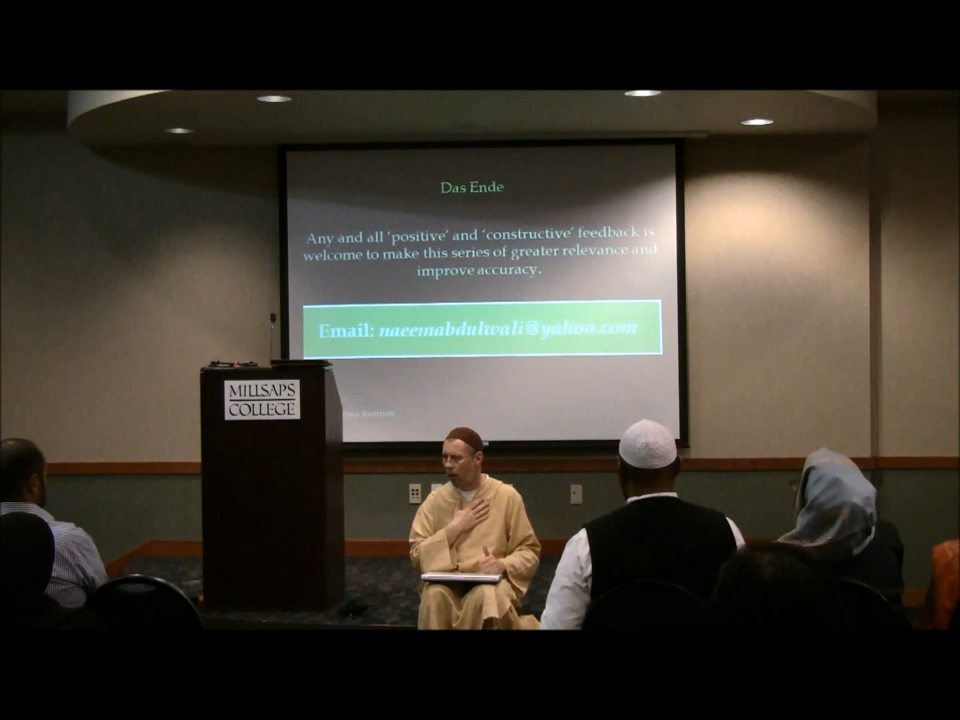 Das Ende
Any and all ‘positive’ and ‘constructive’ feedback is
welcome to make this series of greater relevance and
improve accuracy.
Email: naeemabdulwali@yahoo.com
Institute
MILLSAPS
COLLEGE